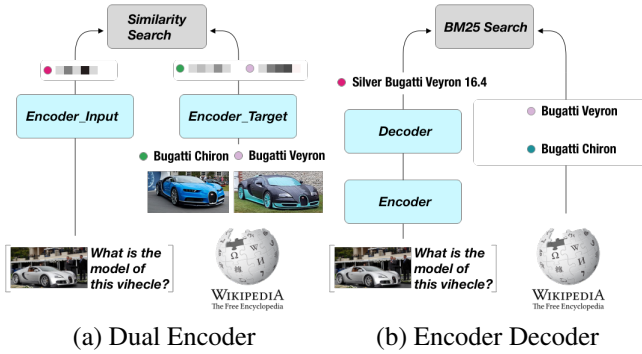 Similarity
Search
Encoder_Input
Encoder_Target
Bugatti Chiron
Bugatti Veyron
What is the
model of
this vihecle?
WIKIPEDIA
The Free Encyclopedia
(a) Dual Encoder
BM25 Search
Silver Bugatti Veyron 16.4
Decoder
Encoder
Bugatti Veyron
Bugatti Chiron
What is the
model of
this vihecle?
WIKIPEDIA
The Free Encyclopedia
(b) Encoder Decoder